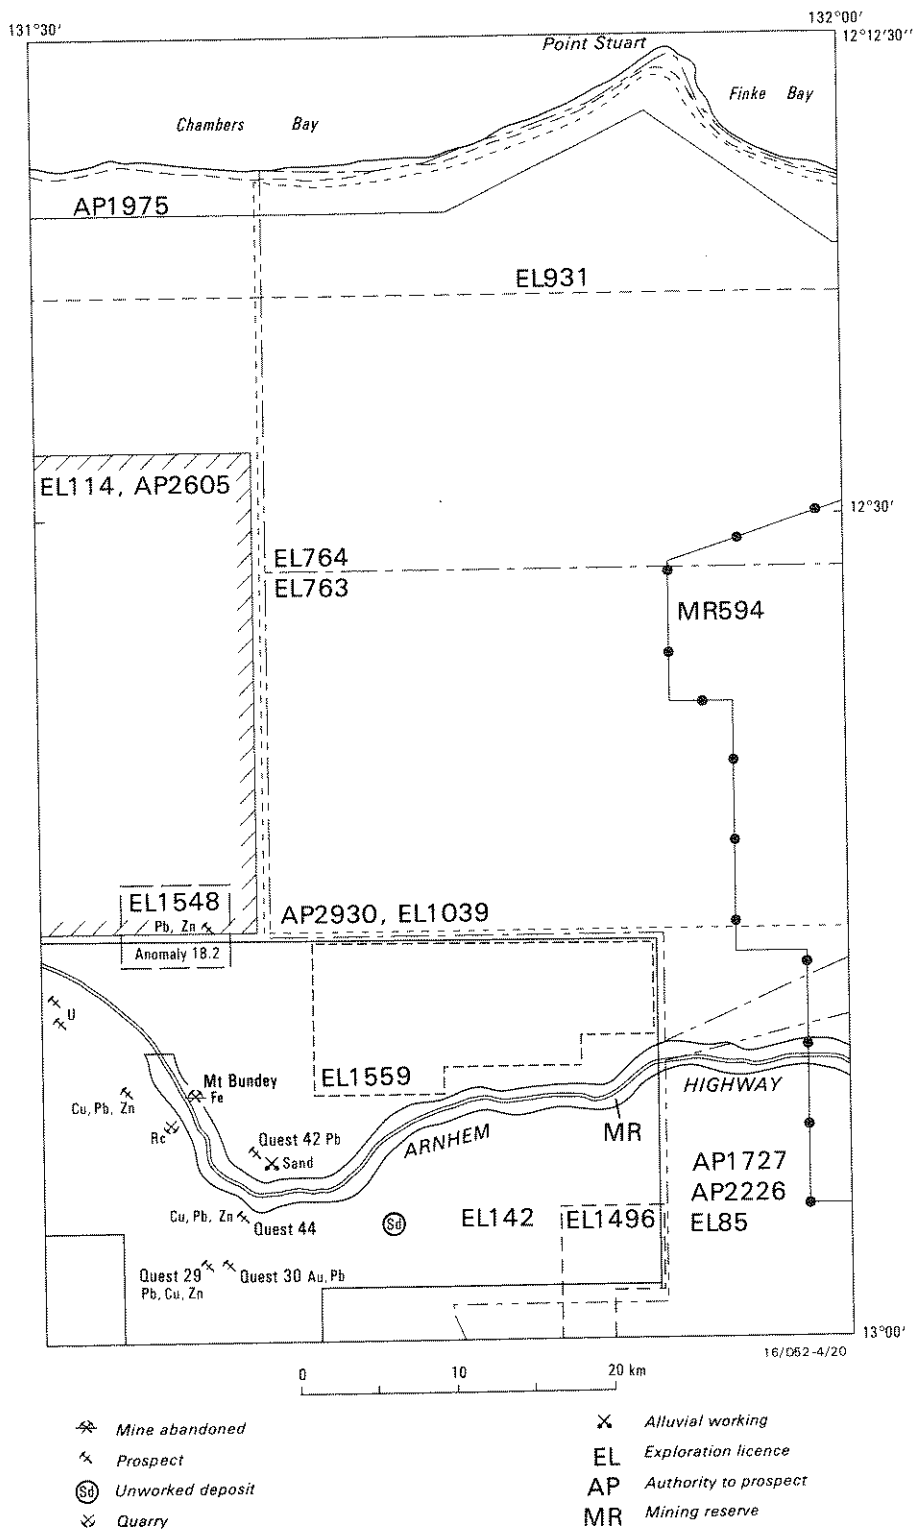 131°30'
132°00'
12°12'30''
Point Stuart
Chambers Bay
Finke Bay
AP1975
EL931
EL114, AP2605
12°30'
EL764
EL763
MR594
EL1548
Pb, Zn
AP2930, EL1039
Anomaly 18.2
U
EL1559
Mt Bundey
Fe
HIGHWAY
Cu, Pb, Zn
Rc
Quest 42 Pb
ARNHEM
MR
Sand
AP1727
AP2226
EL85
Cu, Pb, Zn
Quest 44
Sd
EL142
EL1496
Quest 29
Pb, Cu, Zn
Quest 30 Au, Pb
13°00'
16/D52-4/20
0 10 20 km
Mine abandoned
Prospect
Sd Unworked deposit
Quarry
Alluvial working
EL Exploration licence
AP Authority to prospect
MR Mining reserve